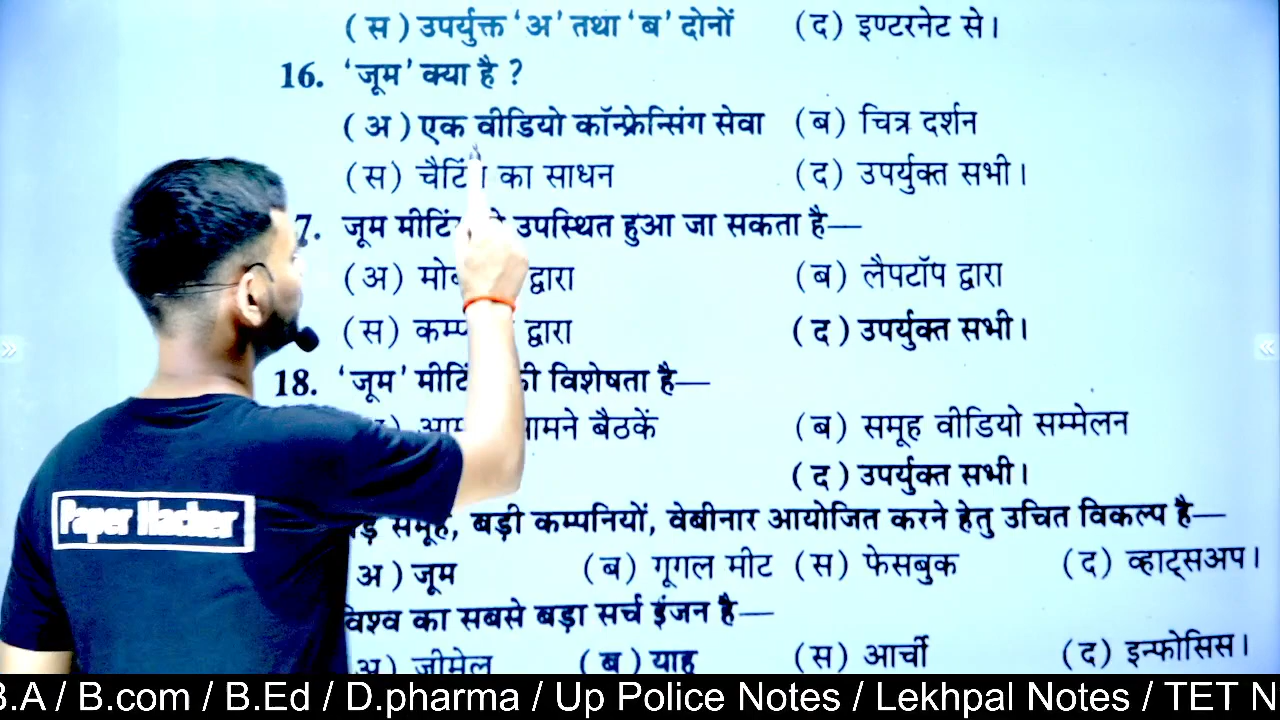 (स) उपर्युक्त ‘अ’ तथा ‘ब’ दोनों (द) इण्टरनेट से।
16. ‘जूम’ क्या है ?
(अ) एक वीडियो कॉन्फ्रेन्सिंग सेवा (ब) चित्र दर्शन
(स) का साधन (द) उपर्युक्त सभी।
7. जूम उपस्थित हुआ जा सकता है—
(अ) द्वारा (ब) लैपटॉप द्वारा
(स) द्वारा (द) उपर्युक्त सभी।
18. ‘जूम’ विशेषता है—
बैठकें (ब) समूह वीडियो सम्मेलन
(द) उपर्युक्त सभी।
समूह, बड़ी कम्पनियों, वेबीनार आयोजित करने हेतु उचित विकल्प है—
अ) जूम (ब) गूगल मीट (स) फेसबुक (द) व्हाट्सअप।
विश्व का सबसे बड़ा सर्च इंजन है—
अ) जीमेल (ब) याहू (स) आर्ची (द) इन्फोसिस।
Paper Hacker
B.A / B.com / B.Ed / D.pharma / Up Police Notes / Lekhpal Notes / TET N